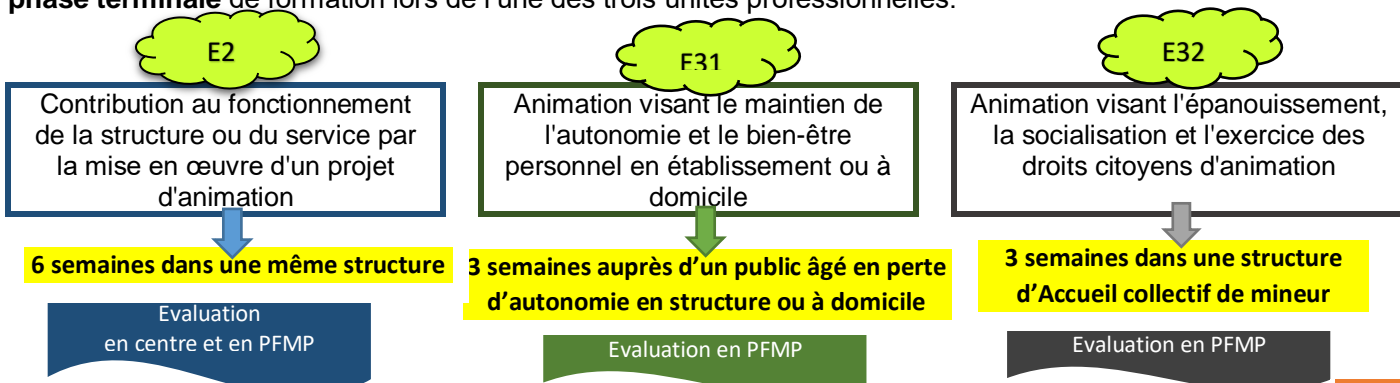 phase terminale de formation lors de l'une des trois unités professionnelles.
E2
Contribution au fonctionnement
de la structure ou du service par
la mise en œuvre d'un projet
d'animation
6 semaines dans une même structure
Evaluation
en centre et en PFMP
E31
Animation visant le maintien de
l'autonomie et le bien-être
personnel en établissement ou à
domicile
3 semaines auprès d’un public âgé en perte
d’autonomie en structure ou à domicile
Evaluation en PFMP
E32
Animation visant l'épanouissement,
la socialisation et l'exercice des
droits citoyens d'animation
3 semaines dans une structure
d’Accueil collectif de mineur
Evaluation en PFMP